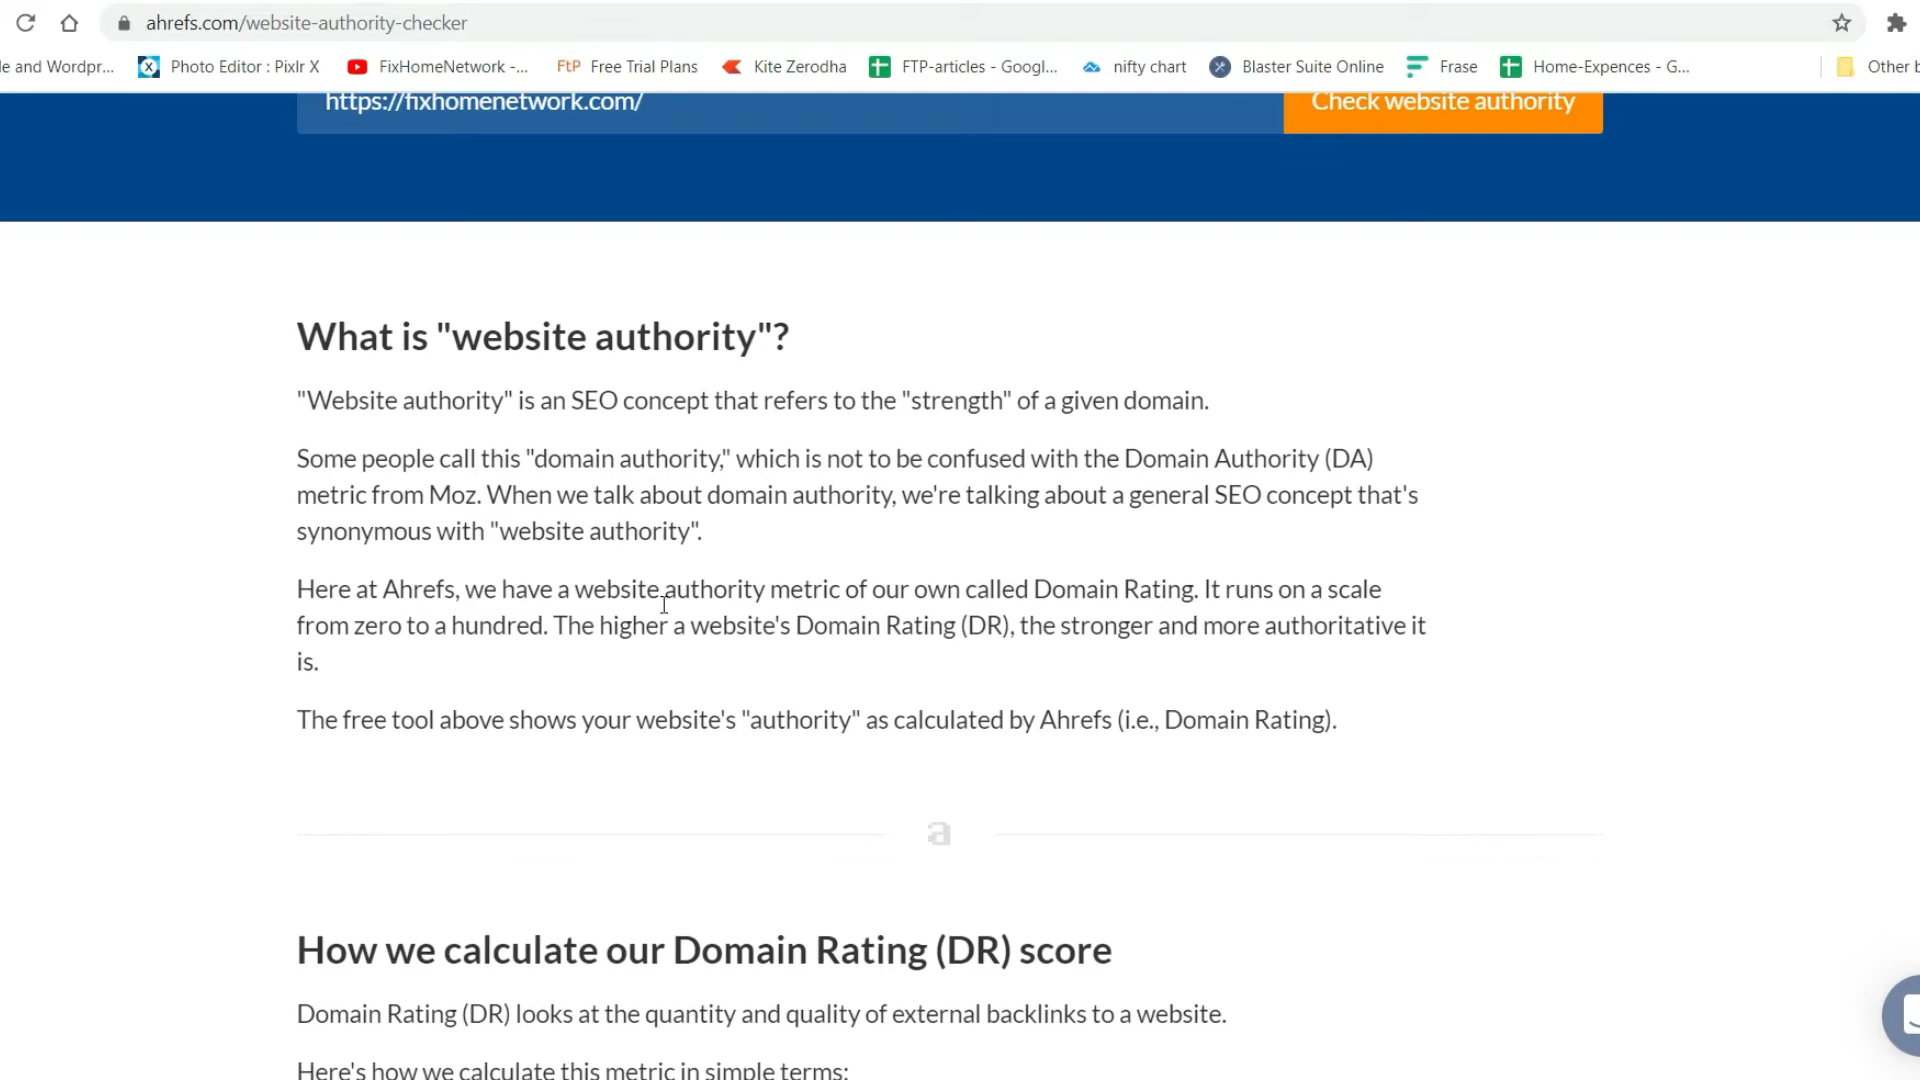 ahrefs.com/website-authority-checker
le and Wordpr... Photo Editor : Pixlr X FixHomeNetwork -... FtP Free Trial Plans Kite Zerodha FTP-articles - Googl... nifty chart Blaster Suite Online Frase Home-Expences - G... Other b
https://fixhomenetwork.com/ Check website authority
What is "website authority"?
"Website authority" is an SEO concept that refers to the "strength" of a given domain.
Some people call this "domain authority," which is not to be confused with the Domain Authority (DA)
metric from Moz. When we talk about domain authority, we're talking about a general SEO concept that's
synonymous with "website authority".
Here at Ahrefs, we have a website authority metric of our own called Domain Rating. It runs on a scale
from zero to a hundred. The higher a website's Domain Rating (DR), the stronger and more authoritative it
is.
The free tool above shows your website's "authority" as calculated by Ahrefs (i.e., Domain Rating).
a
How we calculate our Domain Rating (DR) score
Domain Rating (DR) looks at the quantity and quality of external backlinks to a website.
Here's how we calculate this metric in simple terms: